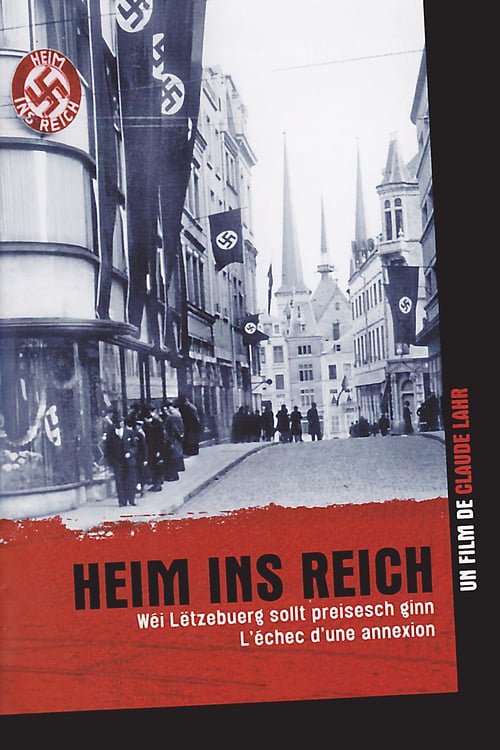 HEIM
INS REICH
UN FILM DE CLAUDE LAHR
HEIM INS REICH
Wéi Lëtzebuerg sollt preisesch ginn
L'échec d'une annexion